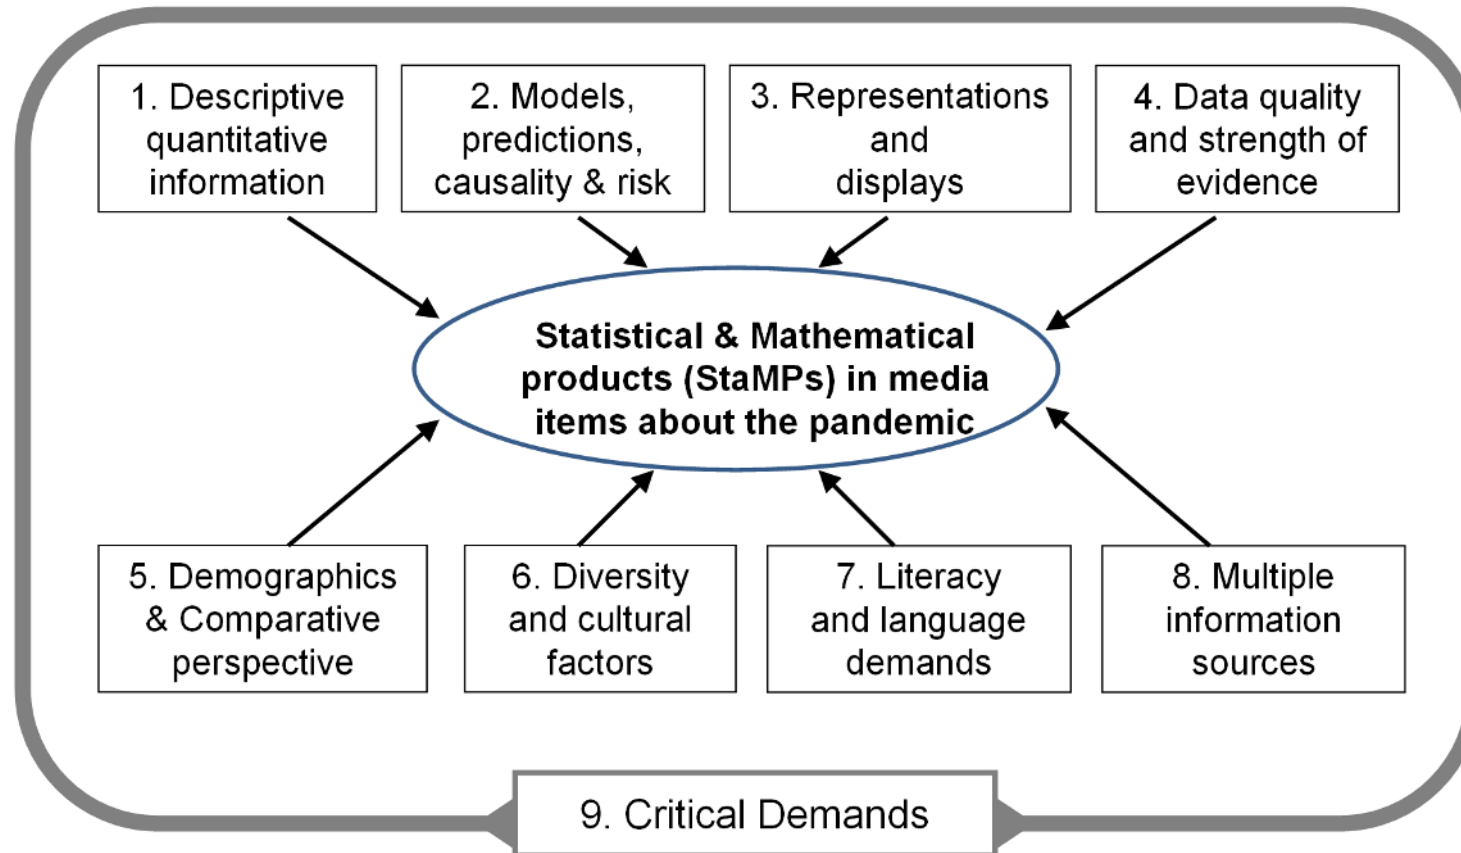 1. Descriptive
quantitative
information
2. Models,
predictions,
causality & risk
3. Representations
and
displays
4. Data quality
and strength of
evidence
Statistical & Mathematical
products (StaMPs) in media
items about the pandemic
5. Demographics
& Comparative
perspective
6. Diversity
and cultural
factors
7. Literacy
and language
demands
8. Multiple
information
sources
9. Critical Demands